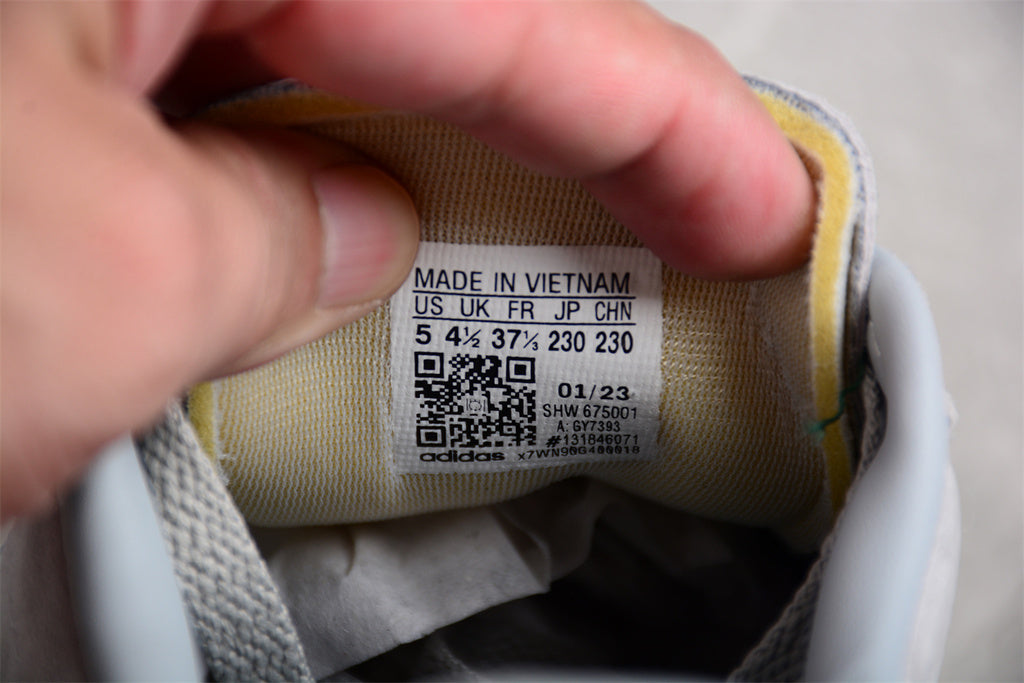 MADE IN VIETNAM
US UK FR JP CHN
5 4½ 37⅓ 230 230
01/23
SHW 675001
A: GY7393
#131846071
adidas x7WN90G400018